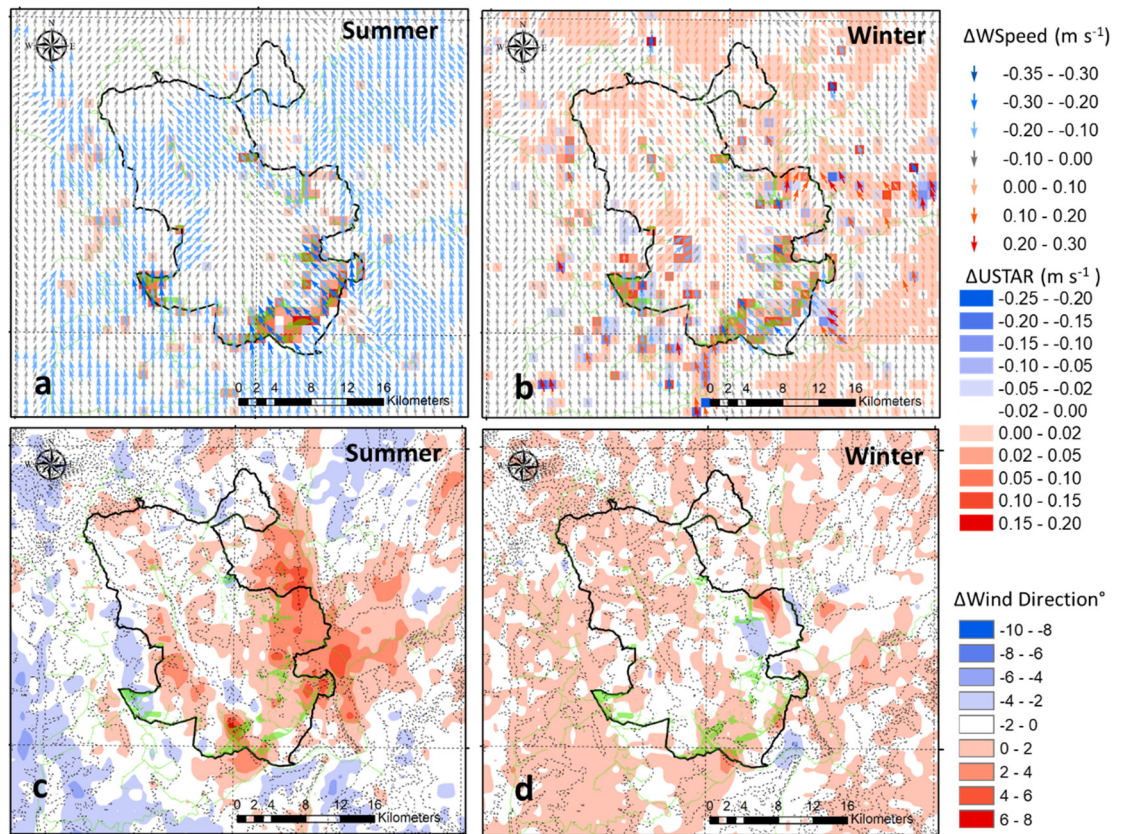 Summer
Winter
N
W E
S
N
W E
S
a
b
0 2 4 8 12 16
Kilometers
0 2 4 8 12 16
Kilometers
ΔWSpeed (m s⁻¹)
-0.35 - -0.30
-0.30 - -0.20
-0.20 - -0.10
-0.10 - 0.00
0.00 - 0.10
0.10 - 0.20
0.20 - 0.30
ΔUSTAR (m s⁻¹)
-0.25 - -0.20
-0.20 - -0.15
-0.15 - -0.10
-0.10 - -0.05
-0.05 - -0.02
-0.02 - 0.00
0.00 - 0.02
0.02 - 0.05
0.05 - 0.10
0.10 - 0.15
0.15 - 0.20
Summer
Winter
N
W E
S
N
W E
S
c
d
0 2 4 8 12 16
Kilometers
0 2 4 8 12 16
Kilometers
ΔWind Direction°
-10 - -8
-8 - -6
-6 - -4
-4 - -2
-2 - 0
0 - 2
2 - 4
4 - 6
6 - 8